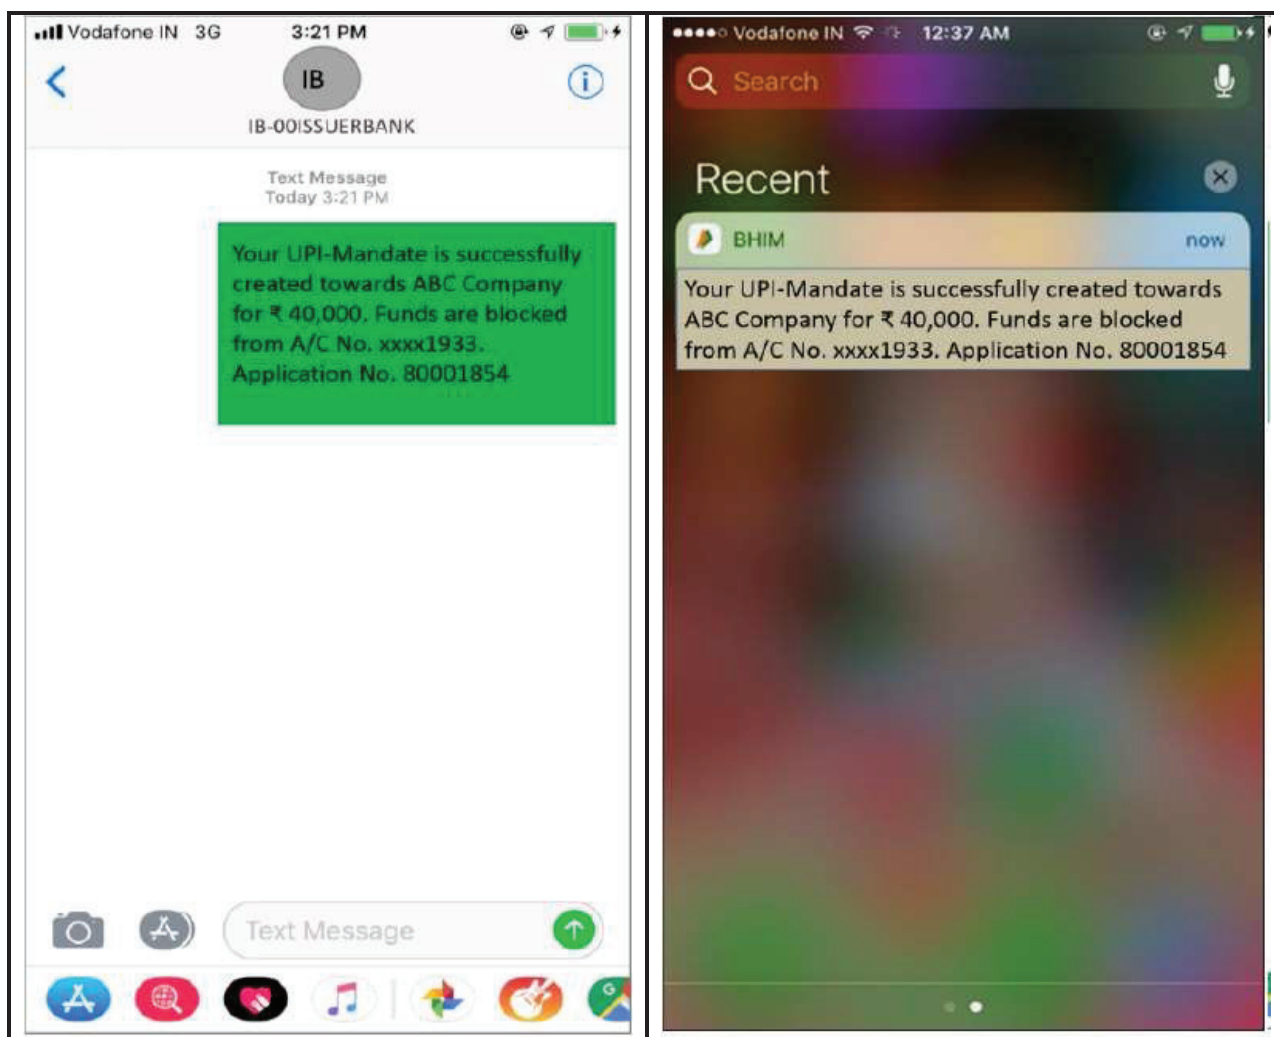 Vodafone IN 3G 3:21 PM
IB
IB-00ISSUERBANK
Text Message
Today 3:21 PM
Your UPI-Mandate is successfully
created towards ABC Company
for ₹ 40,000. Funds are blocked
from A/C No. xxxx1933.
Application No. 80001854
Text Message
Vodafone IN 12:37 AM
Search
Recent
BHIM now
Your UPI-Mandate is successfully created towards
ABC Company for ₹ 40,000. Funds are blocked
from A/C No. xxxx1933. Application No. 80001854